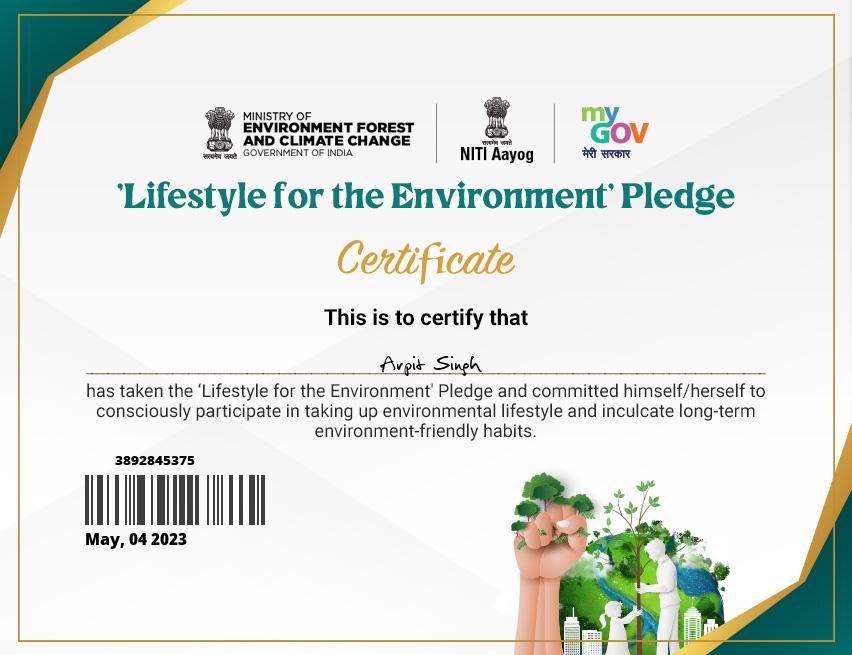 MINISTRY OF
ENVIRONMENT FOREST
AND CLIMATE CHANGE
GOVERNMENT OF INDIA
सत्यमेव जयते
सत्यमेव जयते
NITI Aayog
my
GOV
मेरी सरकार
'Lifestyle for the Environment' Pledge
Certificate
This is to certify that
Arpit Singh
has taken the ‘Lifestyle for the Environment' Pledge and committed himself/herself to
consciously participate in taking up environmental lifestyle and inculcate long-term
environment-friendly habits.
3892845375
May, 04 2023